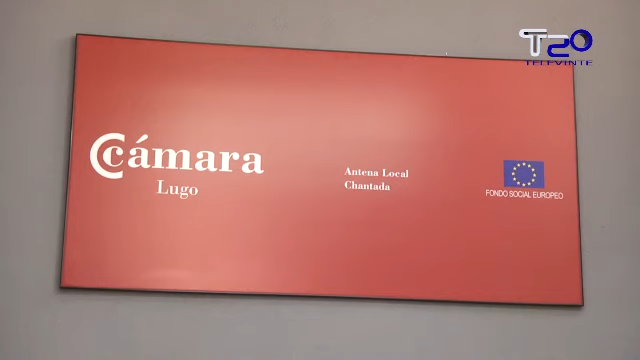 T20
TELEVINTE
cámara
Lugo
Antena Local
Chantada
FONDO SOCIAL EUROPEO